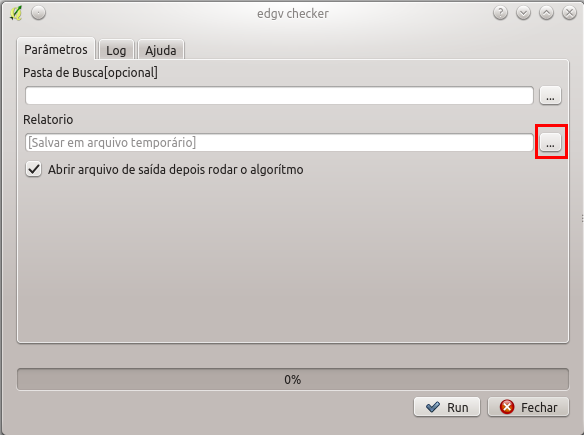 edgv checker
Parâmetros Log Ajuda
Pasta de Busca[opcional]
...
Relatorio
[Salvar em arquivo temporário] ...
Abrir arquivo de saída depois rodar o algorítmo
0%
Run Fechar